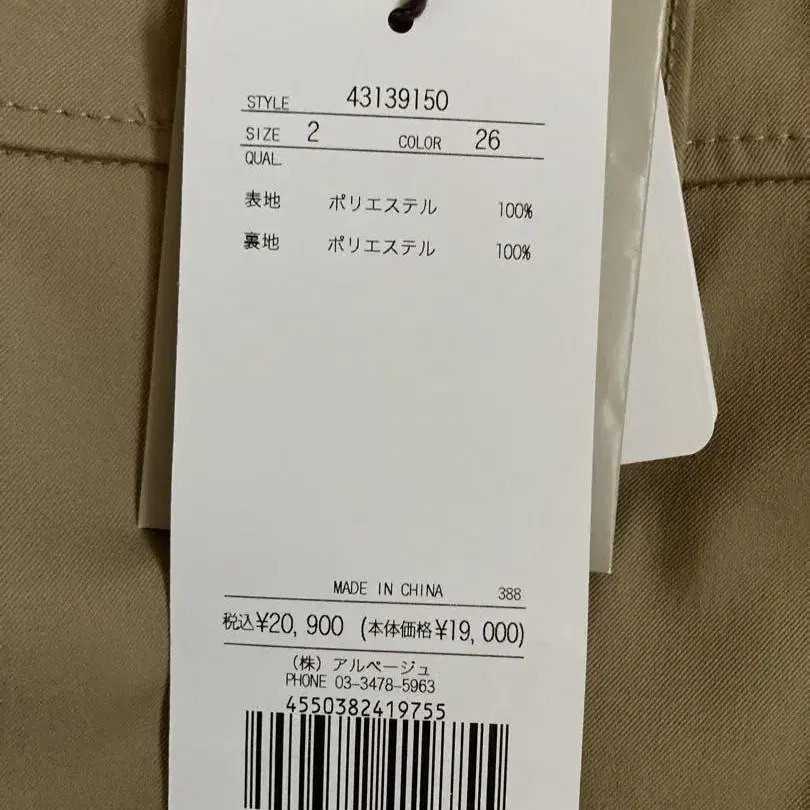 STYLE 43139150
SIZE 2 COLOR 26
QUAL.
表地 ポリエステル 100%
裏地 ポリエステル 100%
MADE IN CHINA 388
税込¥20,900 (本体価格¥19,000)
(株) アルページュ
PHONE 03-3478-5963
4550382419755